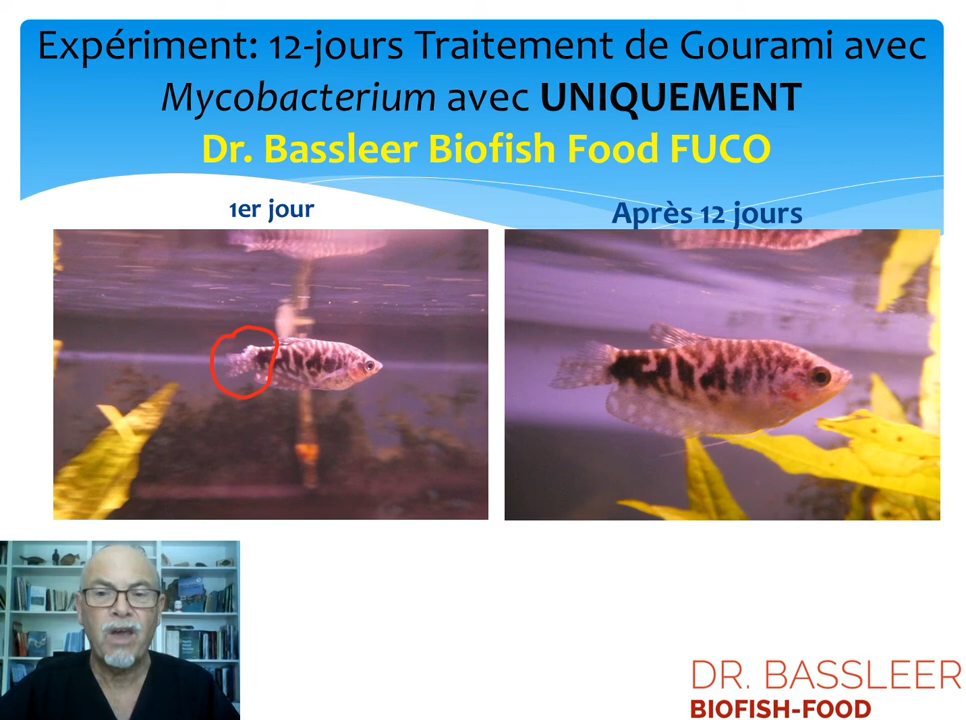 Expériment: 12-jours Traitement de Gourami avec
Mycobacterium avec UNIQUEMENT
Dr. Bassleer Biofish Food FUCO
1er jour
Après 12 jours
DR. BASSLEER
BIOFISH-FOOD